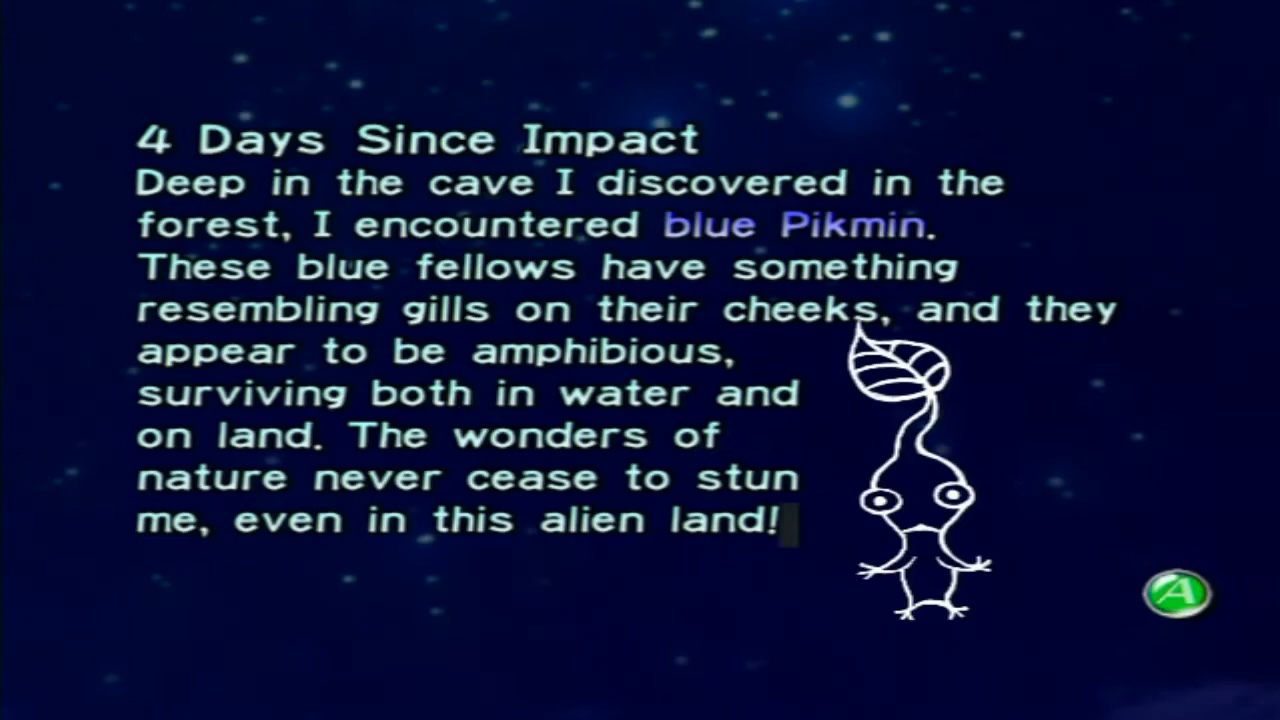 4 Days Since Impact
Deep in the cave I discovered in the
forest, I encountered blue Pikmin.
These blue fellows have something
resembling gills on their cheeks, and they
appear to be amphibious,
surviving both in water and
on land. The wonders of
nature never cease to stun
me, even in this alien land!
A